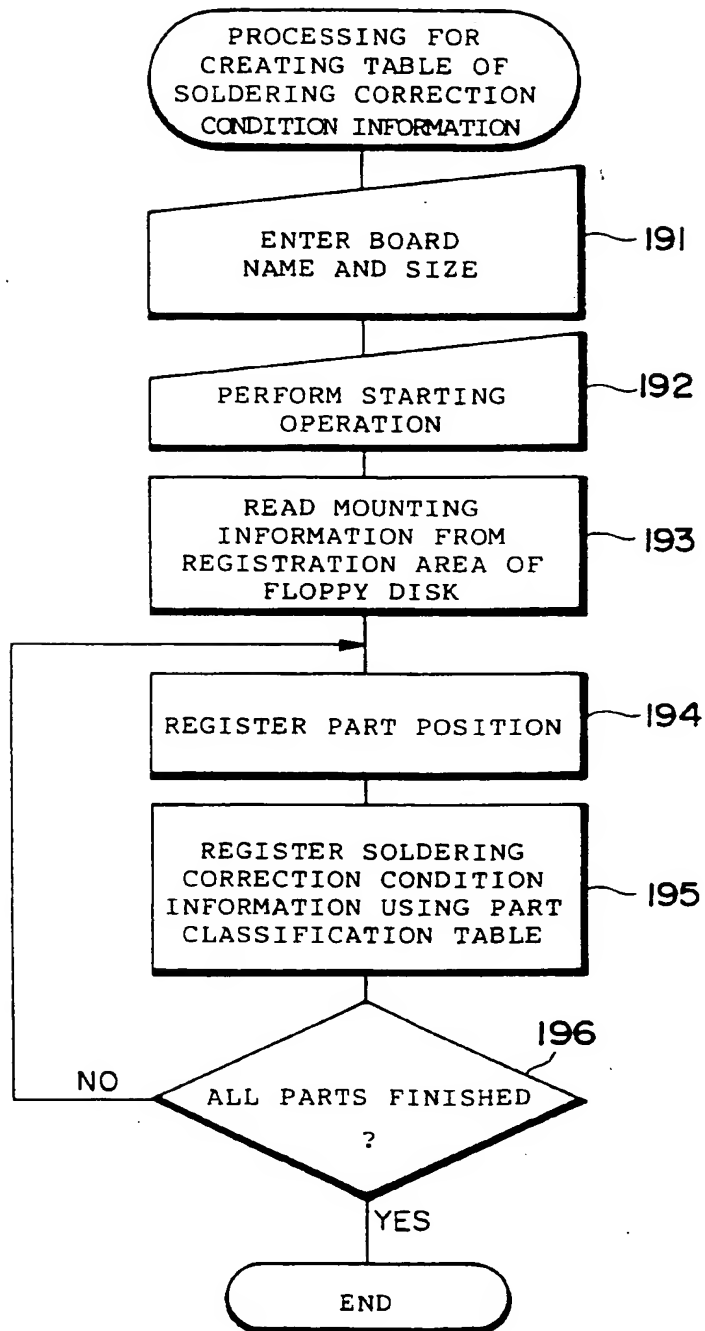 PROCESSING FOR
CREATING TABLE OF
SOLDERING CORRECTION
CONDITION INFORMATION
ENTER BOARD
NAME AND SIZE
191
PERFORM STARTING
OPERATION
192
READ MOUNTING
INFORMATION FROM
REGISTRATION AREA OF
FLOPPY DISK
193
REGISTER PART POSITION
194
REGISTER SOLDERING
CORRECTION CONDITION
INFORMATION USING PART
CLASSIFICATION TABLE
195
196
NO
ALL PARTS FINISHED
?
YES
END